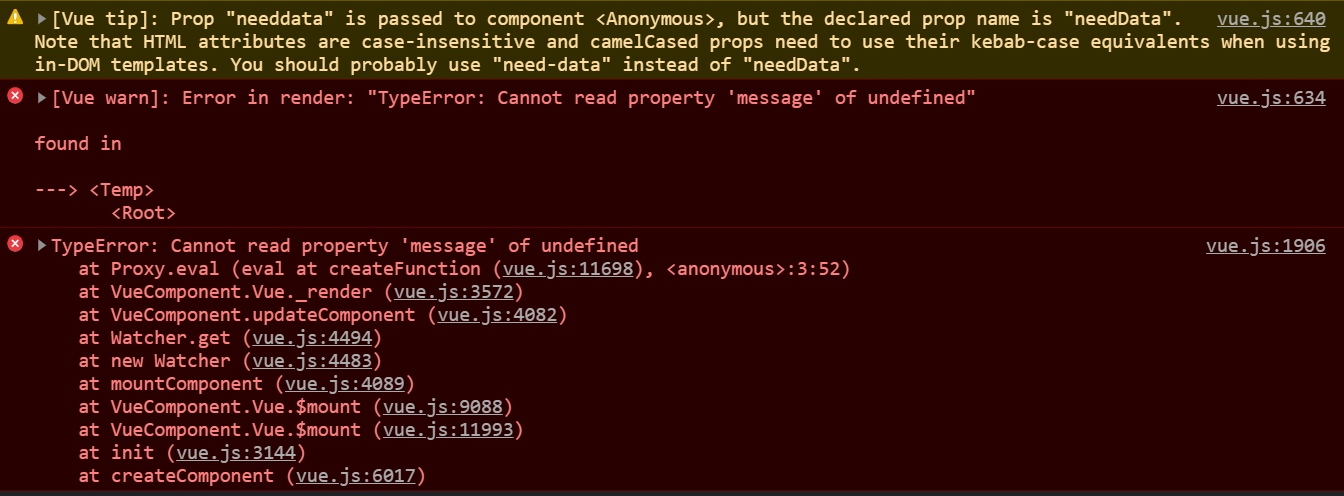 [Vue tip]: Prop "needdata" is passed to component <Anonymous>, but the declared prop name is "needData". vue.js:640
Note that HTML attributes are case-insensitive and camelCased props need to use their kebab-case equivalents when using
in-DOM templates. You should probably use "need-data" instead of "needData".
[Vue warn]: Error in render: "TypeError: Cannot read property 'message' of undefined" vue.js:634
found in
---> <Temp>
<Root>
TypeError: Cannot read property 'message' of undefined vue.js:1906
at Proxy.eval (eval at createFunction (vue.js:11698), <anonymous>:3:52)
at VueComponent.Vue._render (vue.js:3572)
at VueComponent.updateComponent (vue.js:4082)
at Watcher.get (vue.js:4494)
at new Watcher (vue.js:4483)
at mountComponent (vue.js:4089)
at VueComponent.Vue.$mount (vue.js:9088)
at VueComponent.Vue.$mount (vue.js:11993)
at init (vue.js:3144)
at createComponent (vue.js:6017)